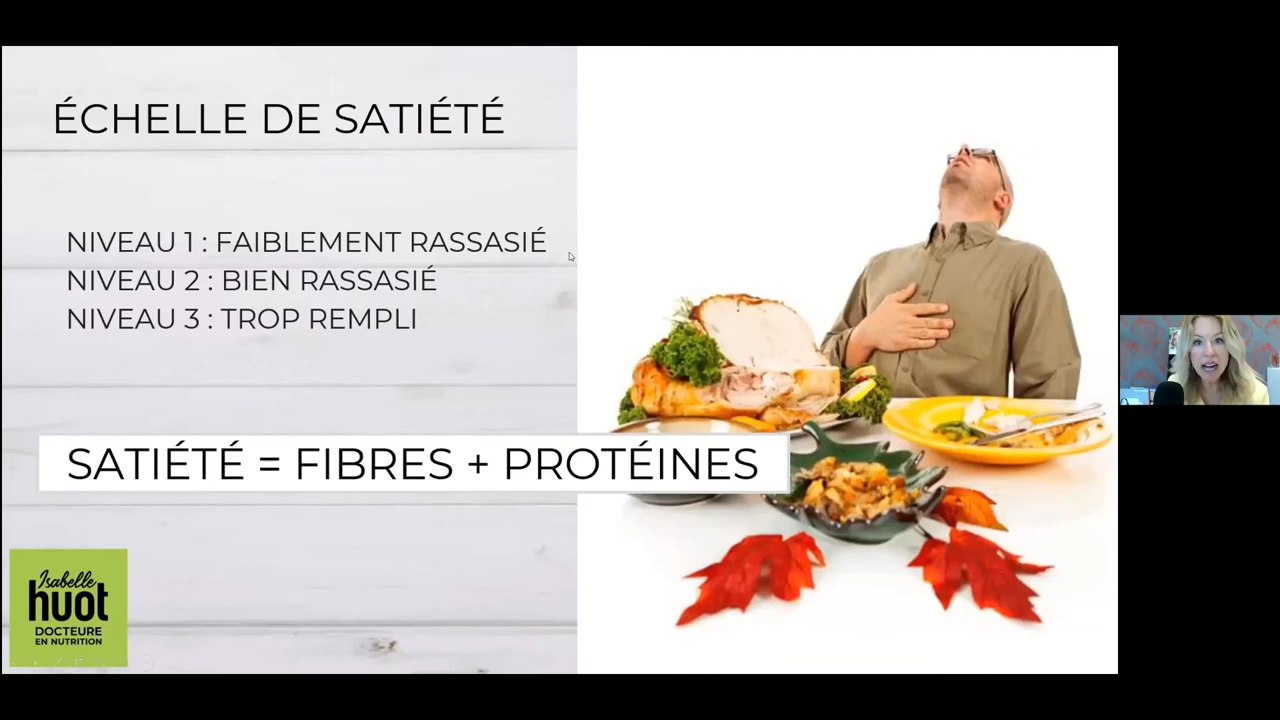 ÉCHELLE DE SATIÉTÉ
NIVEAU 1 : FAIBLEMENT RASSASIÉ
NIVEAU 2 : BIEN RASSASIÉ
NIVEAU 3 : TROP REMPLI
SATIÉTÉ = FIBRES + PROTÉINES
Isabelle
huot
DOCTEURE
EN NUTRITION